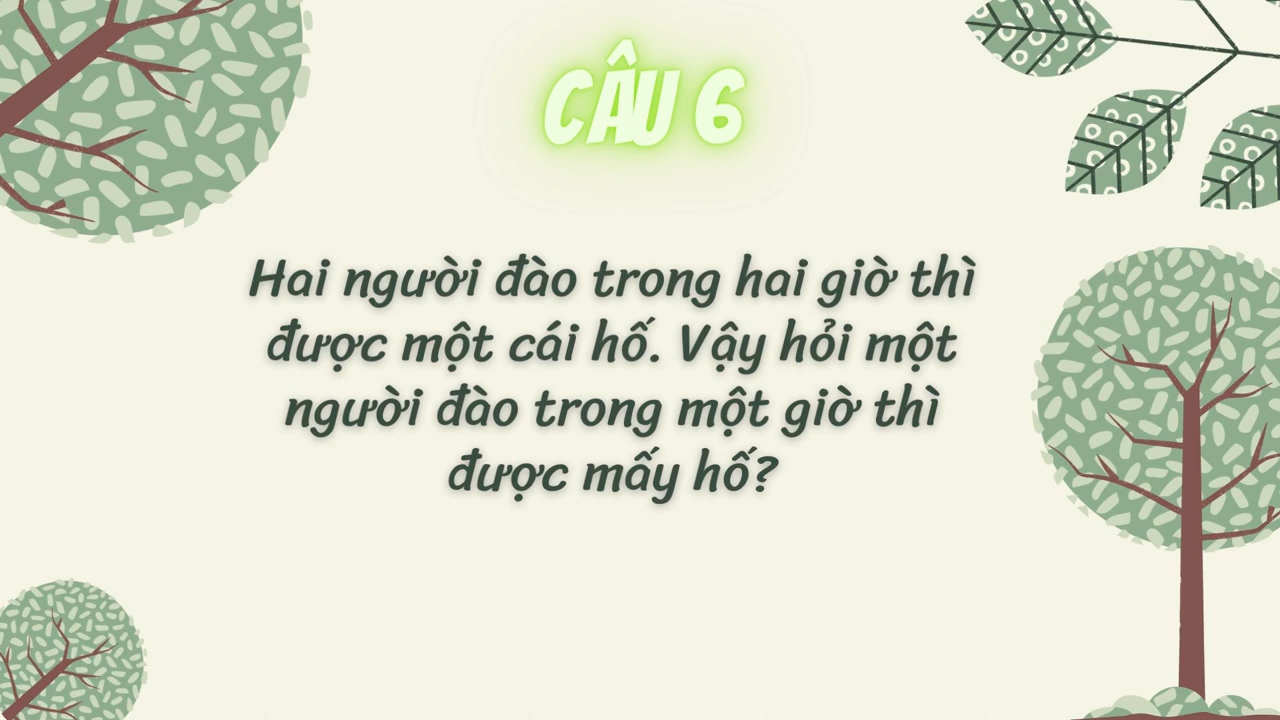 CÂU 6
Hai người đào trong hai giờ thì
được một cái hố. Vậy hỏi một
người đào trong một giờ thì
được mấy hố?